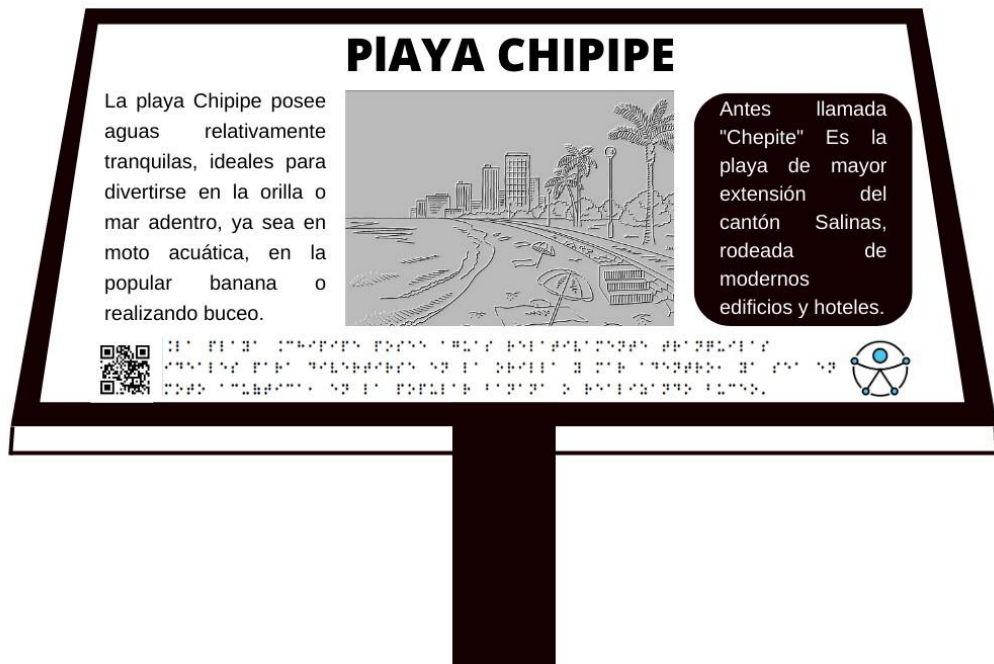 PlAYA CHIPIPE
La playa Chipipe posee
aguas relativamente
tranquilas, ideales para
divertirse en la orilla o
mar adentro, ya sea en
moto acuática, en la
popular banana o
realizando buceo.
Antes llamada
"Chepite" Es la
playa de mayor
extensión del
cantón Salinas,
rodeada de
modernos
edificios y hoteles.